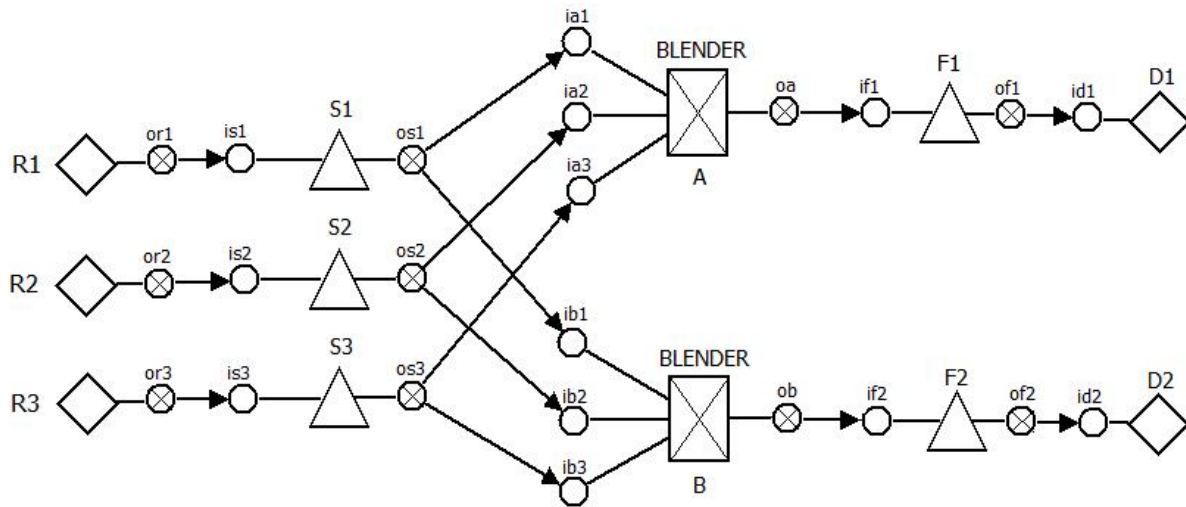 ia1
BLENDER
ia2
oa
if1
F1
of1
id1
D1
S1
or1
is1
os1
R1
ia3
A
S2
or2
is2
os2
R2
ib1
BLENDER
S3
or3
is3
os3
R3
ib2
ob
if2
F2
of2
id2
D2
ib3
B